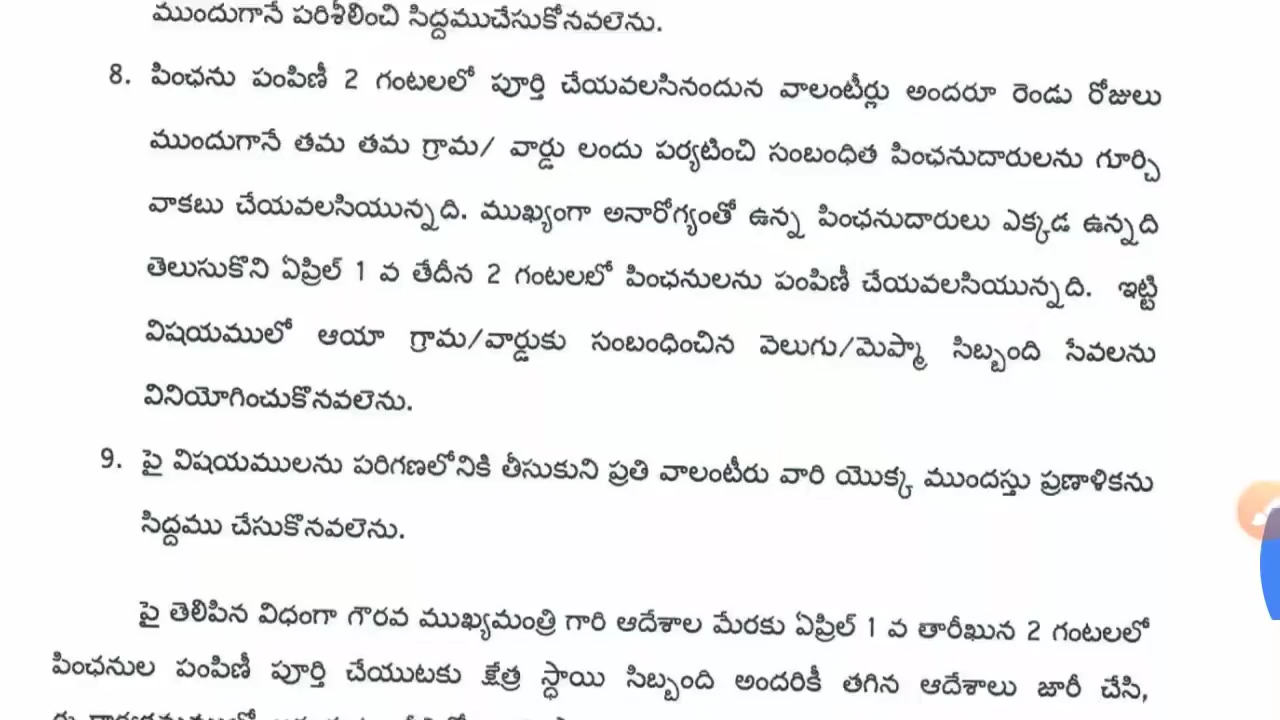 ముందుగానే పరిశీలించి సిద్దముచేసుకోనవలెను.
8. పింఛను పంపిణీ 2 గంటలలో పూర్తి చేయవలసినందున వాలంటీర్లు అందరూ రెండు రోజులు
ముందుగానే తమ తమ గ్రామ/ వార్డు లందు పర్యటించి సంబంధిత పింఛనుదారులను గూర్చి
వాకబు చేయవలసియున్నది. ముఖ్యంగా అనారోగ్యంతో ఉన్న పింఛనుదారులు ఎక్కడ ఉన్నది
తెలుసుకొని ఏప్రిల్ 1 వ తేదీన 2 గంటలలో పింఛనులను పంపిణీ చేయవలసియున్నది. ఇట్టి
విషయములో ఆయా గ్రామ/వార్డుకు సంబంధించిన వెలుగు/మెప్మా సిబ్బంది సేవలను
వినియోగించుకొనవలెను.
9. పై విషయములను పరిగణలోనికి తీసుకుని ప్రతి వాలంటీరు వారి యొక్క ముందస్తు ప్రణాళికను
సిద్దము చేసుకొనవలెను.
పై తెలిపిన విధంగా గౌరవ ముఖ్యమంత్రి గారి ఆదేశాల మేరకు ఏప్రిల్ 1 వ తారీఖున 2 గంటలలో
పింఛనుల పంపిణీ పూర్తి చేయుటకు క్షేత్ర స్థాయి సిబ్బంది అందరికీ తగిన ఆదేశాలు జారీ చేసి,